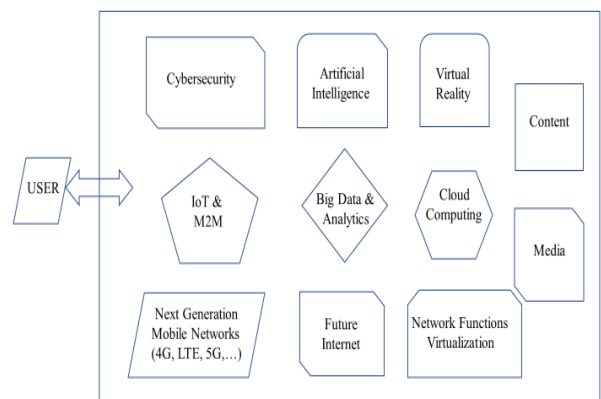 Cybersecurity
Artificial
Intelligence
Virtual
Reality
Content
USER
IoT &
M2M
Big Data &
Analytics
Cloud
Computing
Media
Next Generation
Mobile Networks
(4G, LTE, 5G,…)
Future
Internet
Network Functions
Virtualization